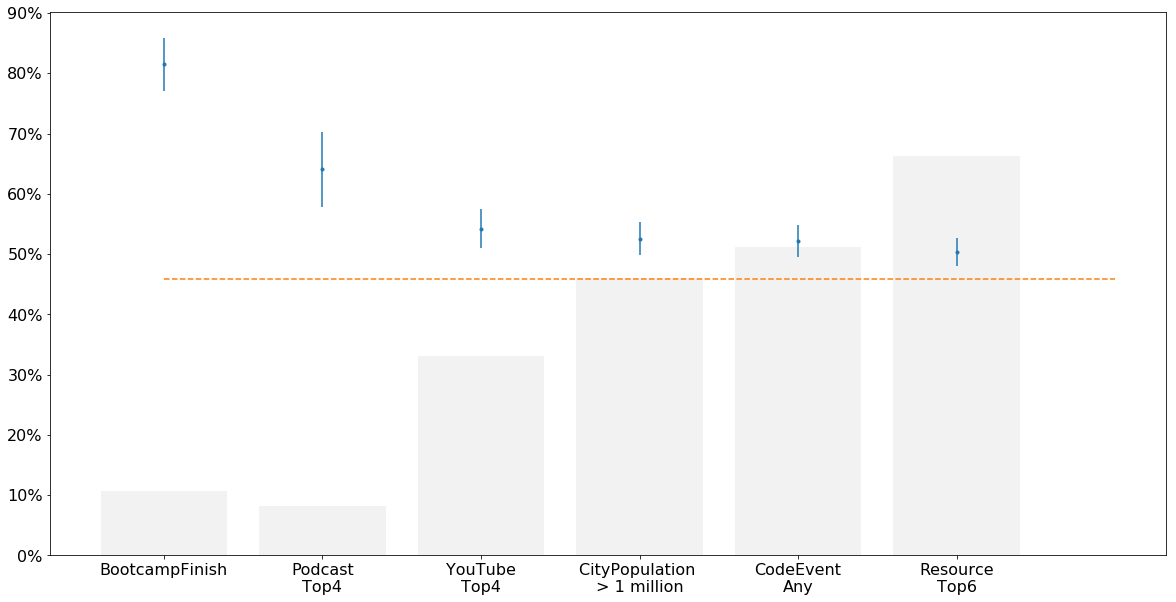 90%
80%
70%
60%
50%
40%
30%
20%
10%
0%
BootcampFinish
Podcast
Top4
YouTube
Top4
CityPopulation
> 1 million
CodeEvent
Any
Resource
Top6